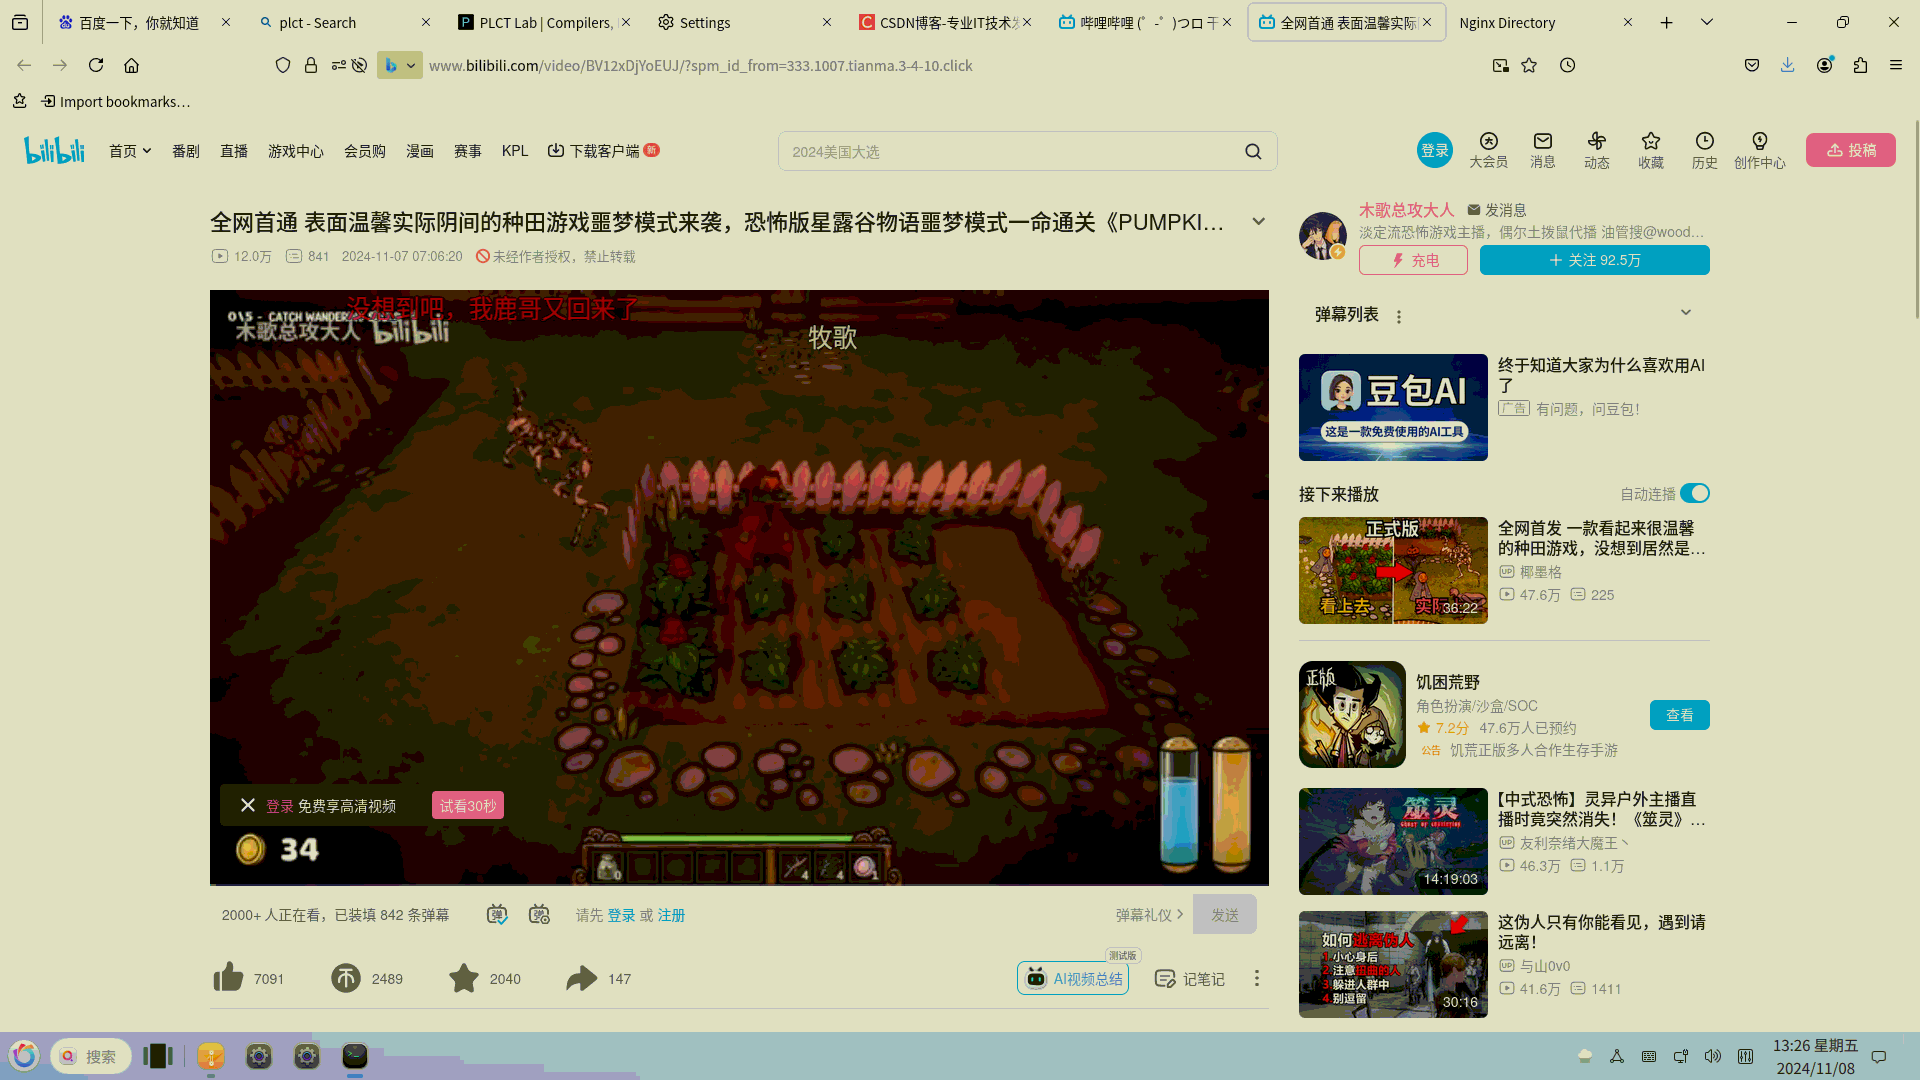 百度一下，你就知道
plct - Search
PLCT Lab | Compilers,
Settings
CSDN博客-专业IT技术发
哔哩哔哩 (゜-゜)つロ 干
全网首通 表面温馨实际
Nginx Directory
www.bilibili.com/video/BV12xDjYoEUJ/?spm_id_from=333.1007.tianma.3-4-10.click
Import bookmarks…
bilibili
首页
番剧
直播
游戏中心
会员购
漫画
赛事
KPL
下载客户端
新
2024美国大选
登录
大会员
消息
动态
收藏
历史
创作中心
投稿
全网首通 表面温馨实际阴间的种田游戏噩梦模式来袭，恐怖版星露谷物语噩梦模式一命通关《PUMPKI…
12.0万
841
2024-11-07 07:06:20
未经作者授权，禁止转载
木歌总攻大人
发消息
淡定流恐怖游戏主播，偶尔土拨鼠代播 油管搜@wood…
充电
关注 92.5万
没想到吧，我鹿哥又回来了
0\5 - CATCH WANDER
木歌总攻大人 bilibili
牧歌
登录 免费享高清视频
试看30秒
34
0
4
4
1
弹幕列表
豆包AI
这是一款免费使用的AI工具
终于知道大家为什么喜欢用AI
了
广告 有问题，问豆包！
接下来播放
自动连播
正式版
看上去
实际
36:22
全网首发 一款看起来很温馨
的种田游戏，没想到居然是…
椰墨格
47.6万
225
正版
饥困荒野
角色扮演/沙盒/SOC
7.2分
47.6万人已预约
公告 饥荒正版多人合作生存手游
查看
筮灵
14:19:03
【中式恐怖】灵异户外主播直
播时竟突然消失！《筮灵》…
友利奈绪大魔王丶
46.3万
1.1万
如何逃离伪人
1 小心身后
2 注意扭曲的人
3 躲进人群中
4 别逗留
30:16
这伪人只有你能看见，遇到请
远离！
与山0v0
41.6万
1411
2000+ 人正在看，已装填 842 条弹幕
弹
弹
请先 登录 或 注册
弹幕礼仪
发送
7091
2489
2040
147
测试版
AI视频总结
记笔记
搜索
13:26 星期五
2024/11/08